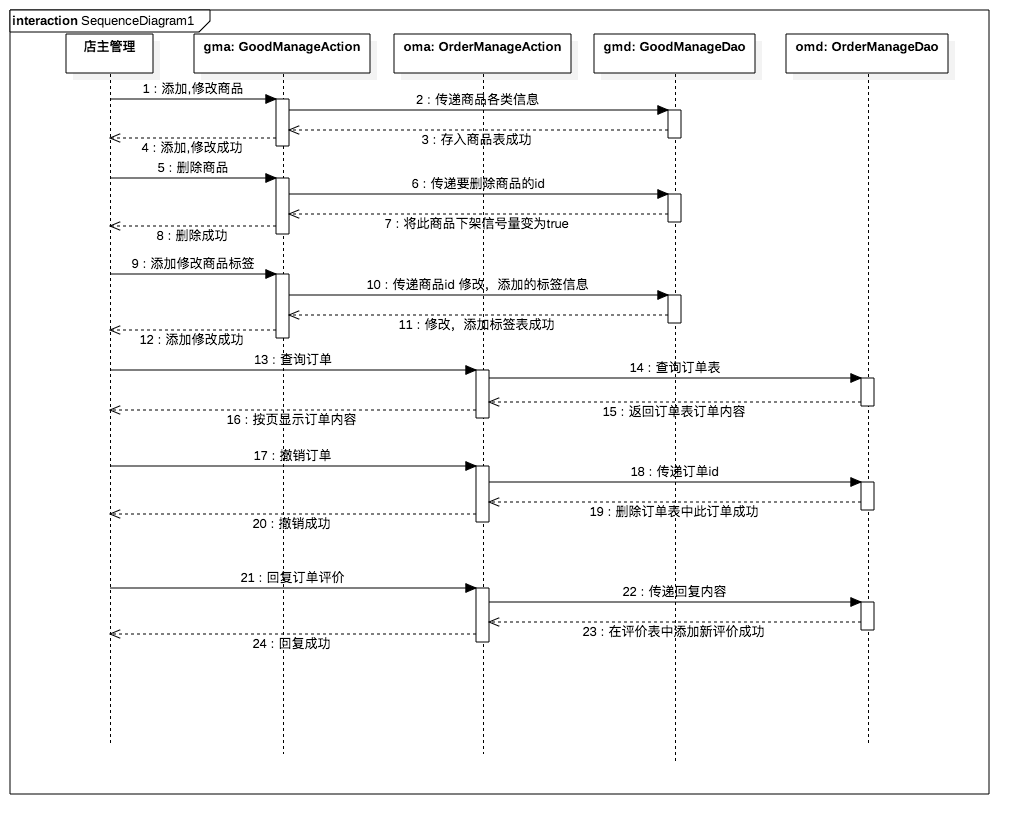 interaction SequenceDiagram1
店主管理
gma: GoodManageAction
oma: OrderManageAction
gmd: GoodManageDao
omd: OrderManageDao
1 : 添加,修改商品
2 : 传递商品各类信息
3 : 存入商品表成功
4 : 添加,修改成功
5 : 删除商品
6 : 传递要删除商品的id
7 : 将此商品下架信号量变为true
8 : 删除成功
9 : 添加修改商品标签
10 : 传递商品id 修改，添加的标签信息
11 : 修改，添加标签表成功
12 : 添加修改成功
13 : 查询订单
14 : 查询订单表
15 : 返回订单表订单内容
16 : 按页显示订单内容
17 : 撤销订单
18 : 传递订单id
19 : 删除订单表中此订单成功
20 : 撤销成功
21 : 回复订单评价
22 : 传递回复内容
23 : 在评价表中添加新评价成功
24 : 回复成功